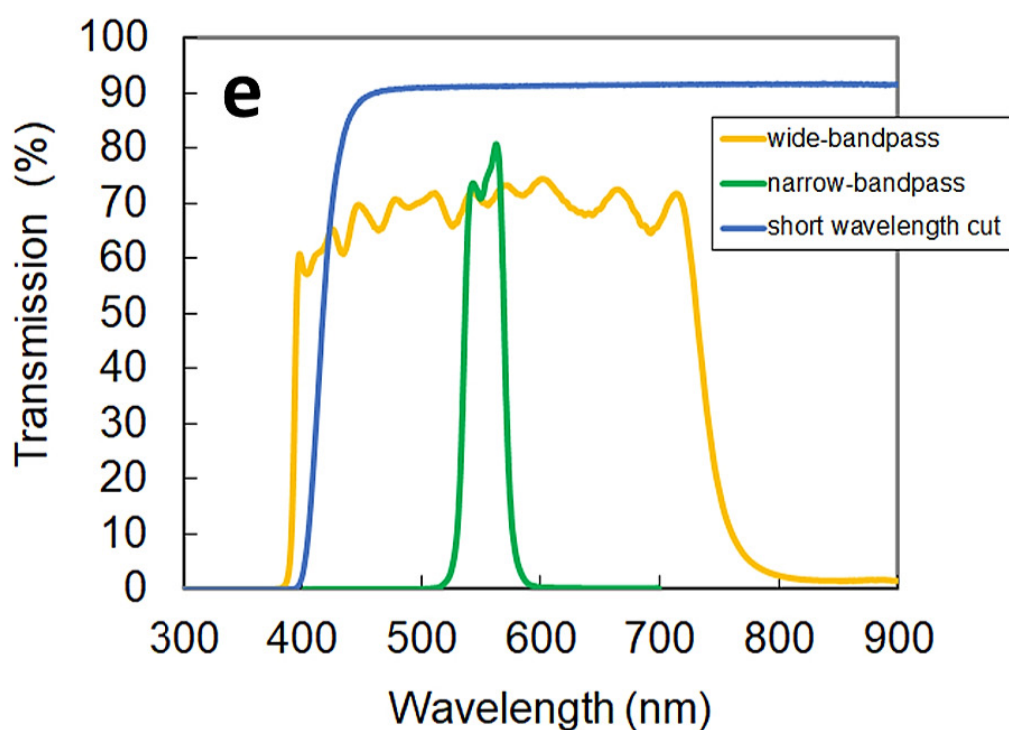 e
Transmission (%)
100
90
80
70
60
50
40
30
20
10
0
wide-bandpass
narrow-bandpass
short wavelength cut
300 400 500 600 700 800 900
Wavelength (nm)